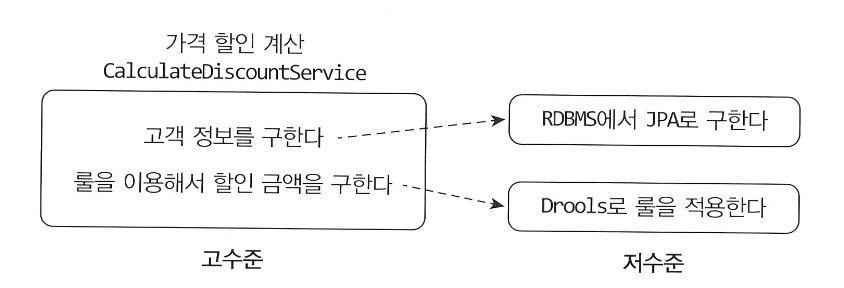 가격 할인 계산
CalculateDiscountService
고객 정보를 구한다
룰을 이용해서 할인 금액을 구한다
고수준
RDBMS에서 JPA로 구한다
Drools로 룰을 적용한다
저수준